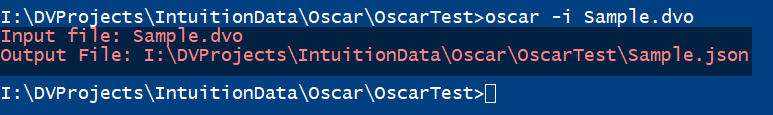 I:\DVProjects\IntuitionData\Oscar\OscarTest>oscar -i Sample.dvo
Input file: Sample.dvo
Output File: I:\DVProjects\IntuitionData\Oscar\OscarTest\Sample.json
I:\DVProjects\IntuitionData\Oscar\OscarTest>